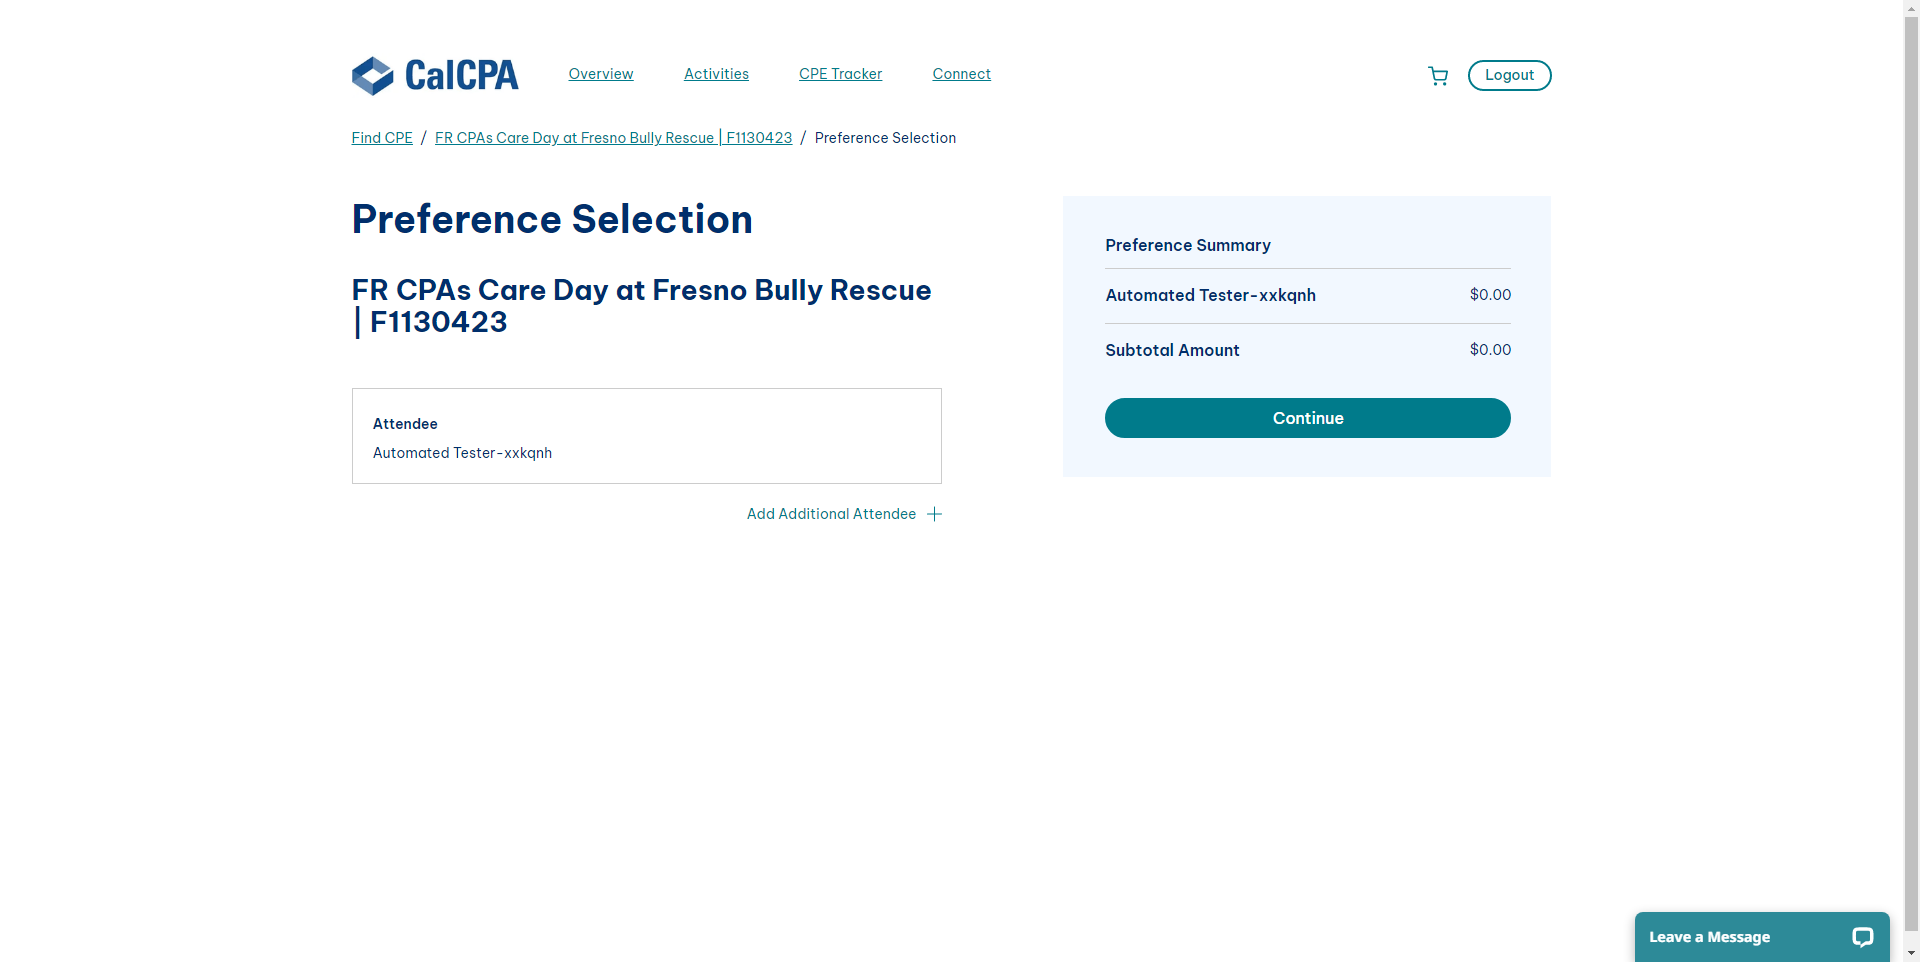 CalCPA
Overview
Activities
CPE Tracker
Connect
Logout
Find CPE / FR CPAs Care Day at Fresno Bully Rescue | F1130423 / Preference Selection
Preference Selection
FR CPAs Care Day at Fresno Bully Rescue
| F1130423
Attendee
Automated Tester-xxkqnh
Add Additional Attendee
Preference Summary
Automated Tester-xxkqnh $0.00
Subtotal Amount $0.00
Continue
Leave a Message